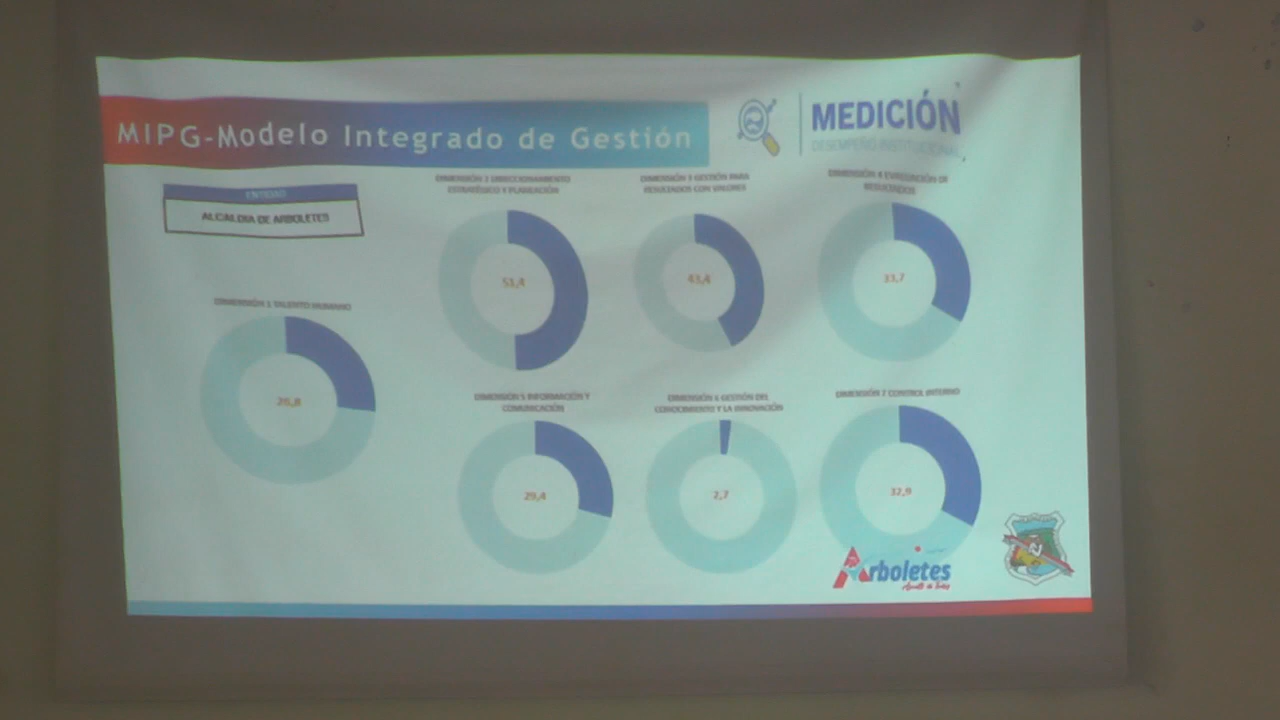 MIPG-Modelo Integrado de Gestión
MEDICIÓN
DESEMPEÑO INSTITUCIONAL
ENTIDAD
ALCALDIA DE ARBOLETES
DIMENSIÓN 1 TALENTO HUMANO
26,8
DIMENSIÓN 2 DIRECCIONAMIENTO
ESTRATÉGICO Y PLANEACIÓN
51,4
DIMENSIÓN 3 GESTIÓN PARA
RESULTADOS CON VALORES
43,4
DIMENSIÓN 4 EVALUACIÓN DE
RESULTADOS
33,7
DIMENSIÓN 5 INFORMACIÓN Y
COMUNICACIÓN
29,4
DIMENSIÓN 6 GESTIÓN DEL
CONOCIMIENTO Y LA INNOVACIÓN
2,7
DIMENSIÓN 7 CONTROL INTERNO
32,9
Arboletes